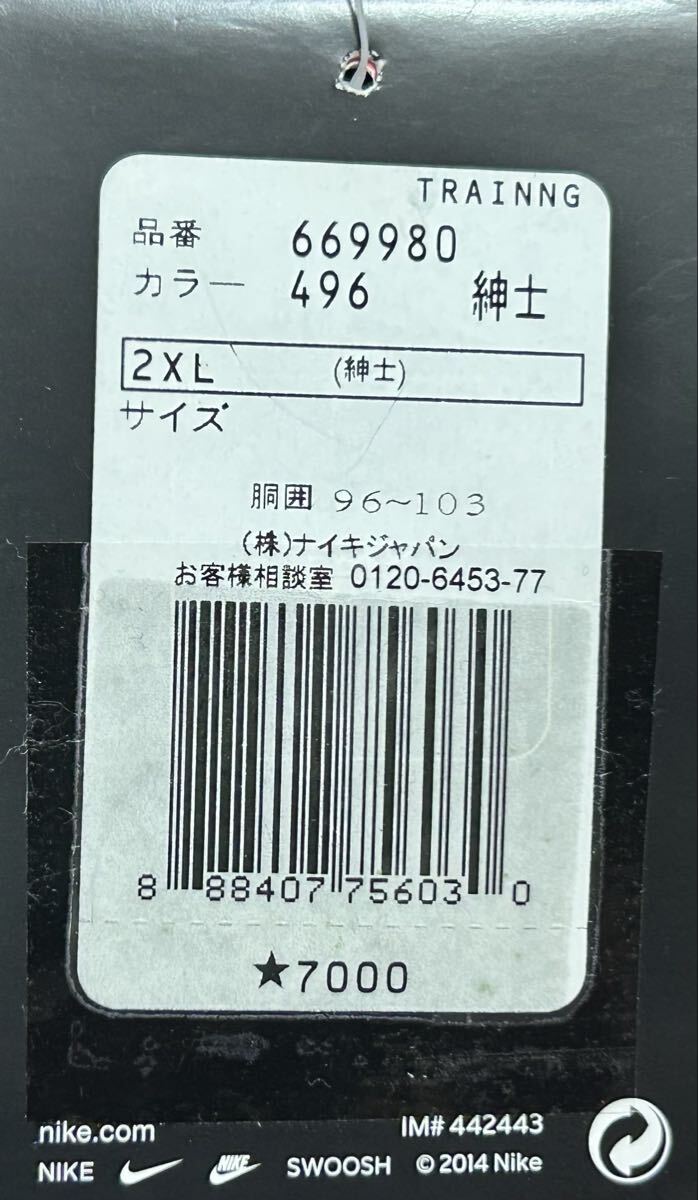 TRAINNG
品番 669980
カラー 496 紳士
2XL (紳士)
サイズ
胴囲 96~103
(株)ナイキジャパン
お客様相談室 0120-6453-77
8 88407 75603 0
★7000
nike.com IM# 442443
NIKE NIKE SWOOSH ©2014 Nike